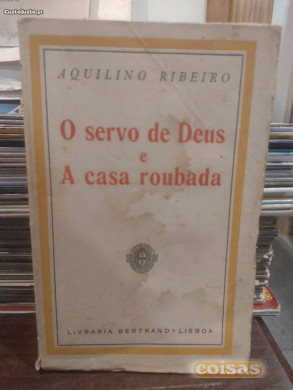 CustoJusto.pt
AQUILINO RIBEIRO
O servo de Deus
e
A casa roubada
LIVRARIA BERTRAND • LISBOA
coisas